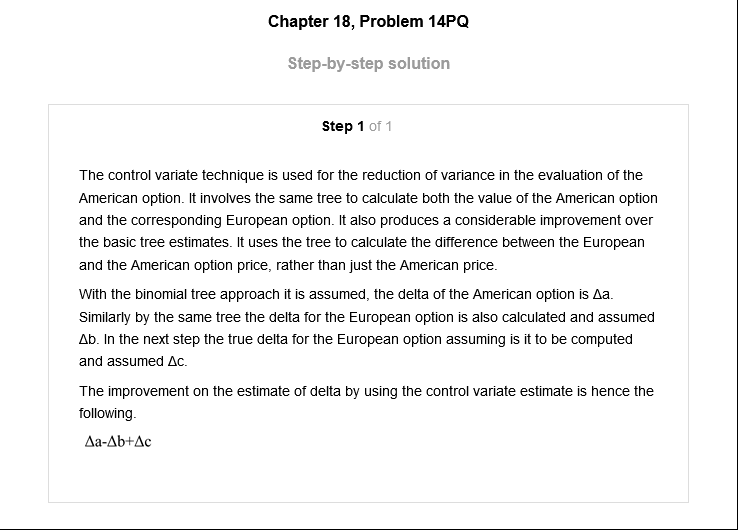 Chapter 18, Problem 14PQ
Step-by-step solution
Step 1 of 1
The control variate technique is used for the reduction of variance in the evaluation of the
American option. It involves the same tree to calculate both the value of the American option
and the corresponding European option. It also produces a considerable improvement over
the basic tree estimates. It uses the tree to calculate the difference between the European
and the American option price, rather than just the American price.
With the binomial tree approach it is assumed, the delta of the American option is Δa.
Similarly by the same tree the delta for the European option is also calculated and assumed
Δb. In the next step the true delta for the European option assuming is it to be computed
and assumed Δc.
The improvement on the estimate of delta by using the control variate estimate is hence the
following.
Δa-Δb+Δc